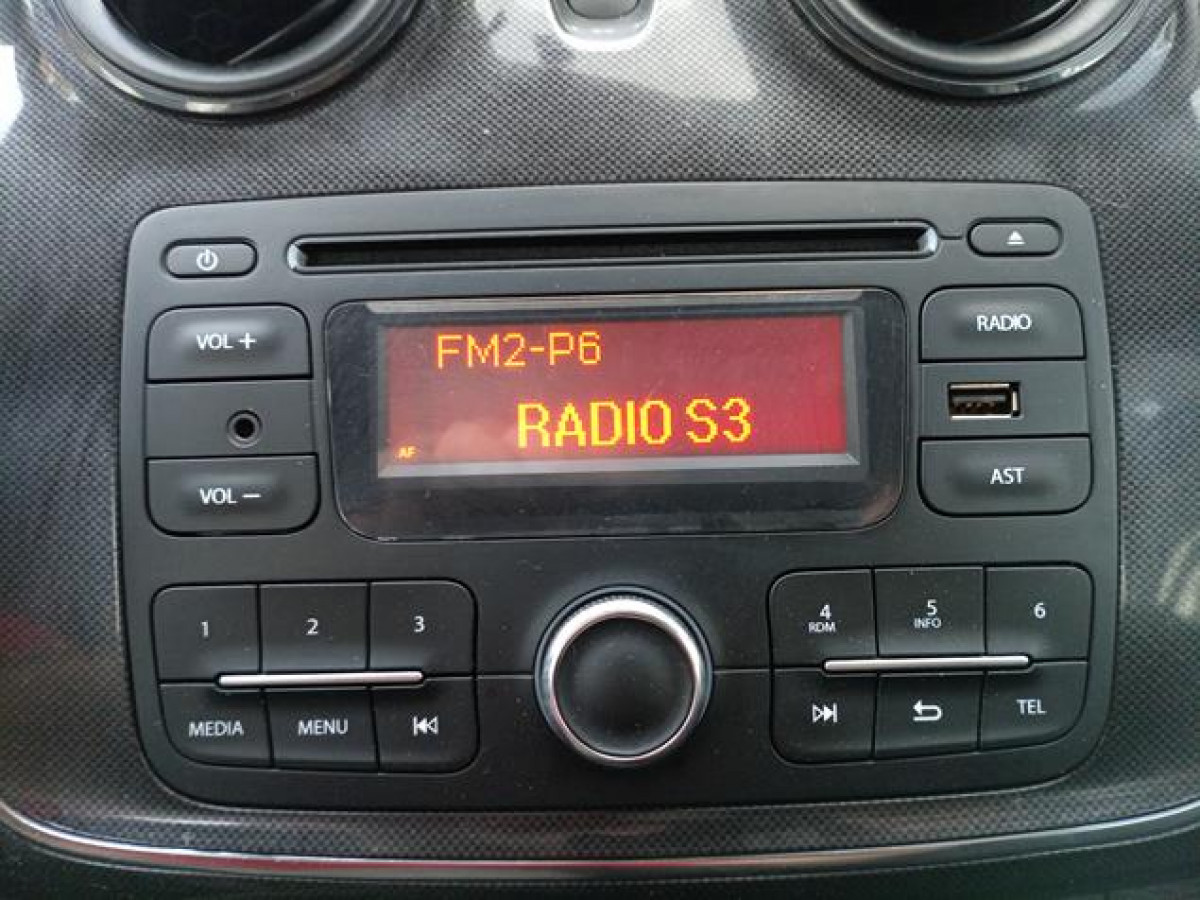 FM2-P6
RADIO S3
AF
VOL +
VOL −
RADIO
AST
1
2
3
4
RDM
5
INFO
6
MEDIA
MENU
TEL